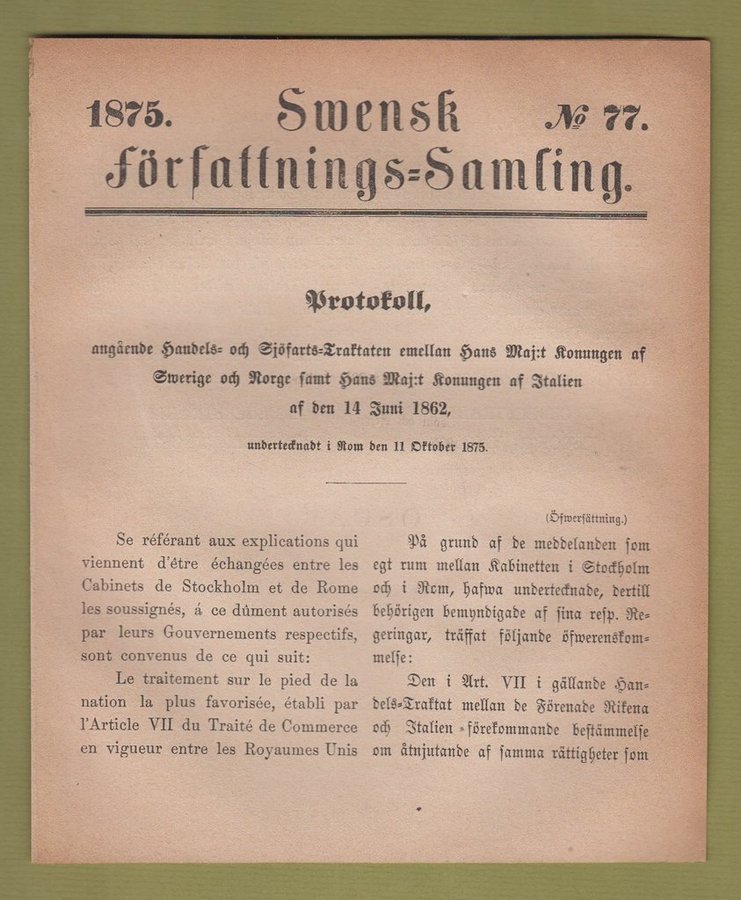 1875. Swensk № 77.
Författnings=Samling.
Protokoll,
angående Handels= och Sjöfarts=Traktaten emellan Hans Maj:t Konungen af
Swerige och Norge samt Hans Maj:t Konungen af Italien
af den 14 Juni 1862,
undertecknadt i Rom den 11 Oktober 1875.
Se référant aux explications qui
viennent d'être échangées entre les
Cabinets de Stockholm et de Rome
les soussignés, á ce dûment autorisés
par leurs Gouvernements respectifs,
sont convenus de ce qui suit:
Le traitement sur le pied de la
nation la plus favorisée, établi par
l'Article VII du Traité de Commerce
en vigueur entre les Royaumes Unis
(Öfwersättning.)
På grund af de meddelanden som
egt rum mellan Kabinetten i Stockholm
och i Rom, hafwa undertecknade, dertill
behörigen bemyndigade af sina resp. Re=
geringar, träffat följande öfwerenskom=
melse:
Den i Art. VII i gällande Han=
dels=Traktat mellan de Förenade Rikena
och Italien förekommande bestämmelse
om åtnjutande af samma rättigheter som